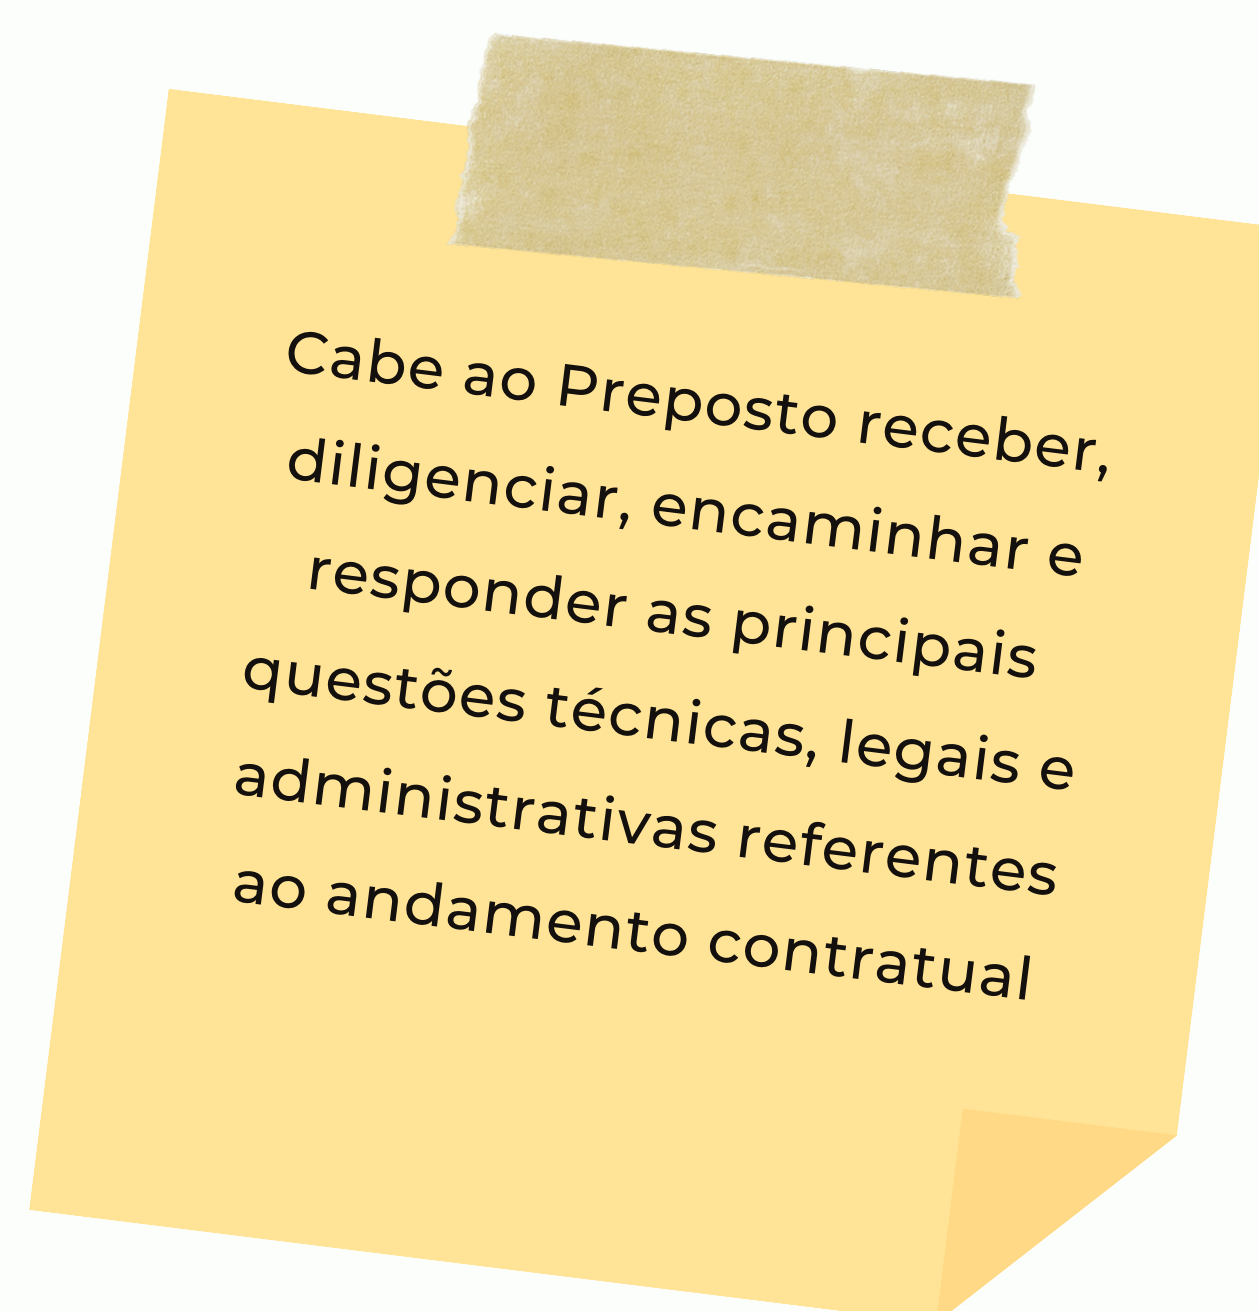 Cabe ao Preposto receber,
diligenciar, encaminhar e
responder as principais
questões técnicas, legais e
administrativas referentes
ao andamento contratual